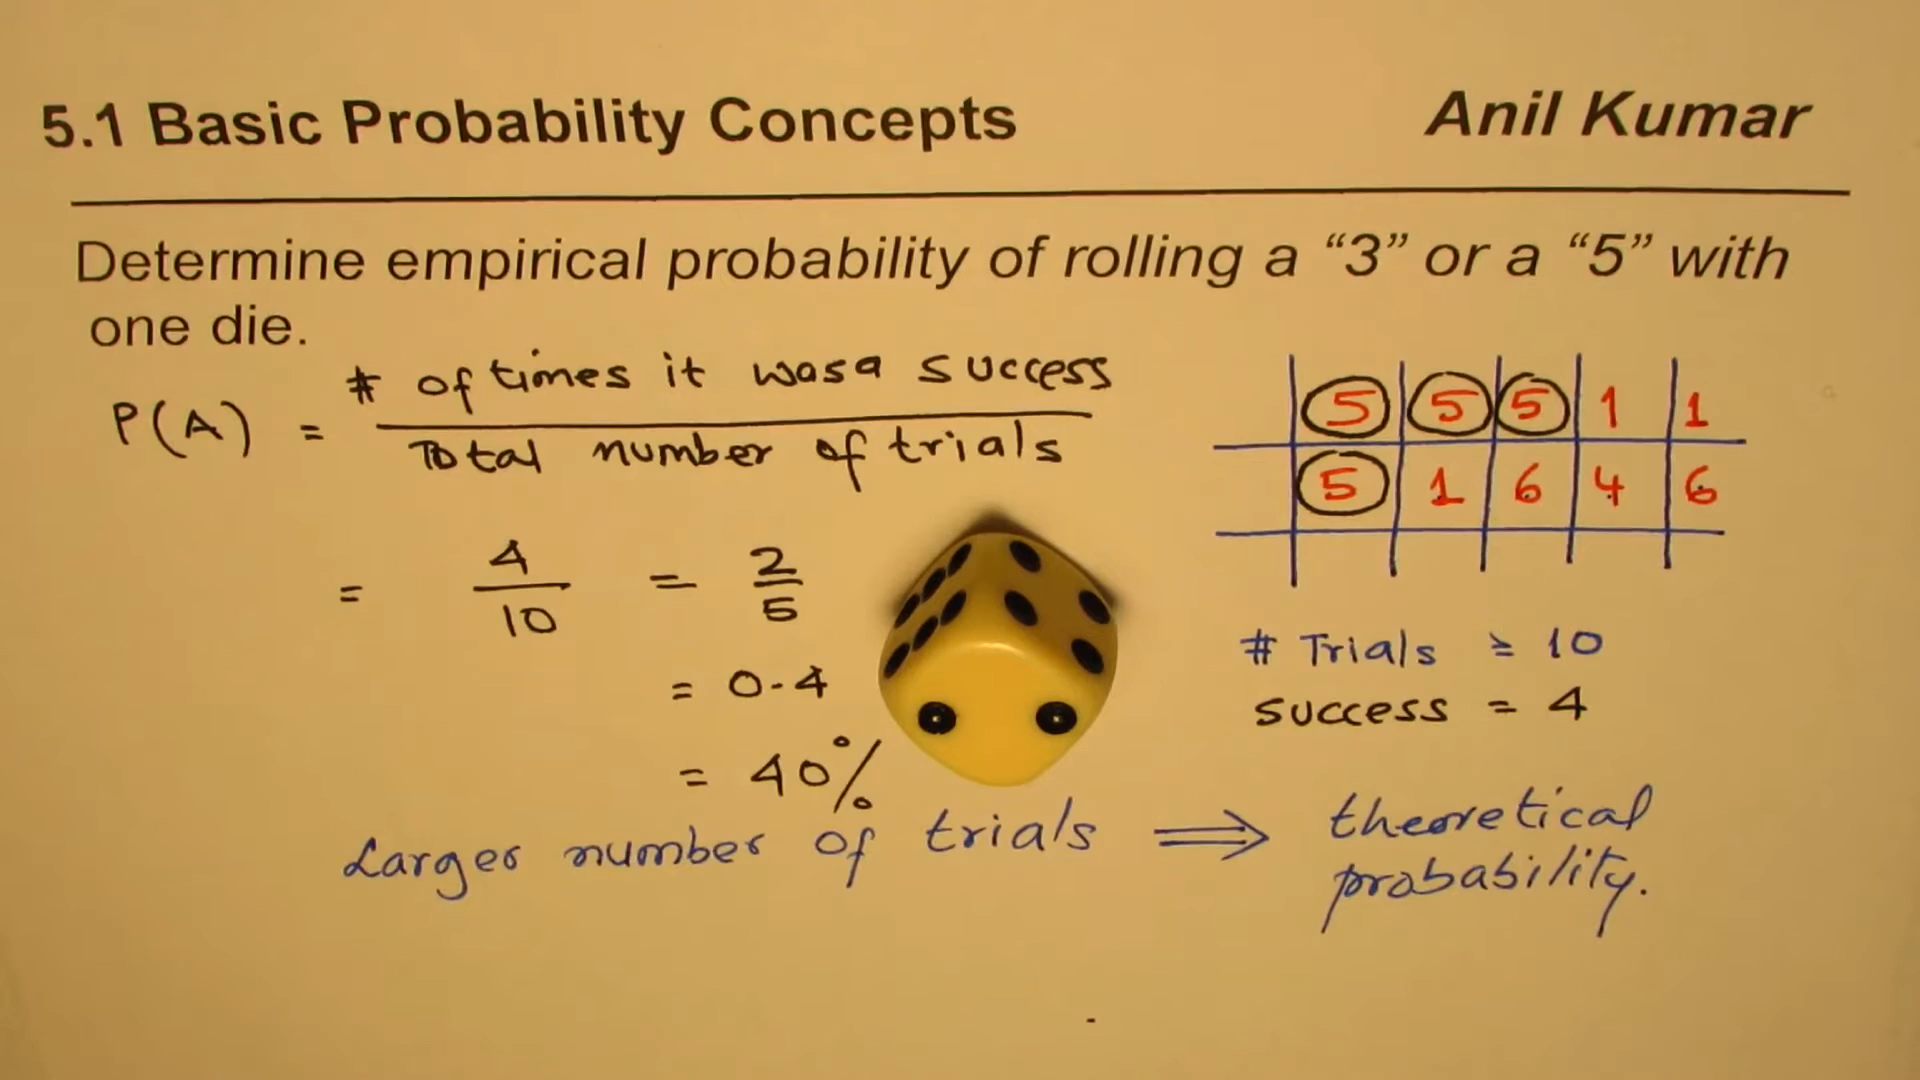 5.1 Basic Probability Concepts
Anil Kumar
Determine empirical probability of rolling a “3” or a “5” with
one die.
P(A) = # of times it was a success
Total number of trials
= 4/10 = 2/5
= 0.4
= 40%
5 5 5 1 1
5 1 6 4 6
# Trials = 10
success = 4
Larger number of trials ⟹ theoretical
probability.